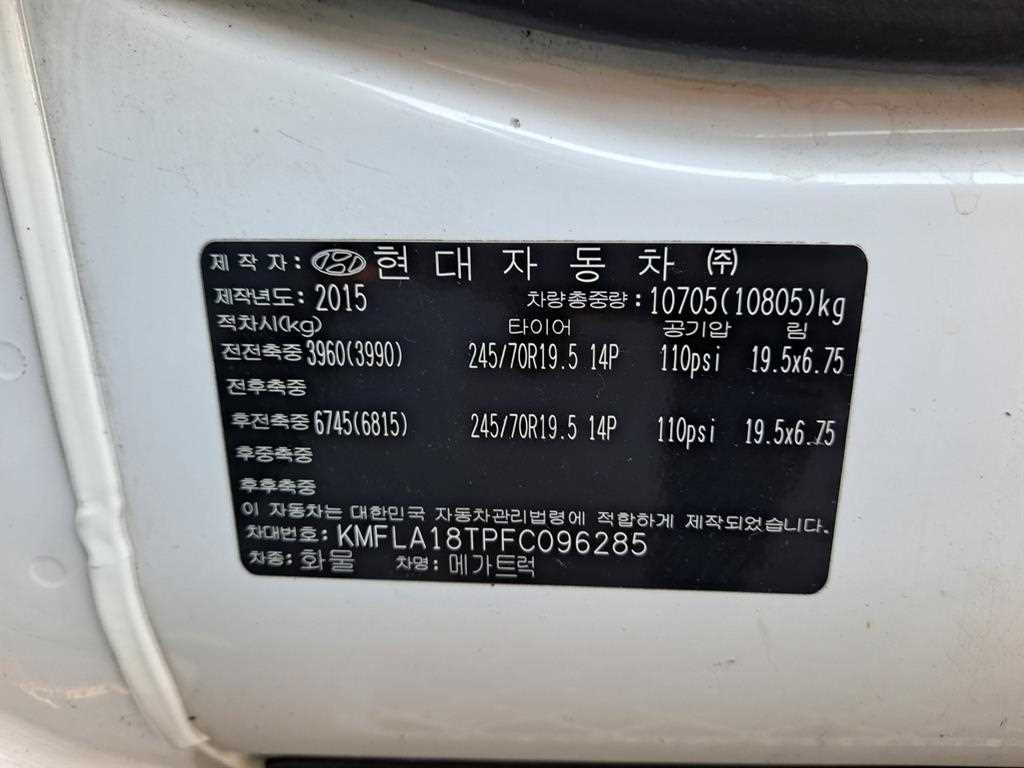 제 작 자: 현 대 자 동 차 ㈜
제작년도: 2015 차량총중량: 10705(10805)kg
적차시(kg) 타이어 공기압 림
전전축중 3960(3990) 245/70R19.5 14P 110psi 19.5x6.75
전후축중
후전축중 6745(6815) 245/70R19.5 14P 110psi 19.5x6.75
후중축중
후후축중
이 자동차는 대한민국 자동차관리법령에 적합하게 제작되었습니다.
차대번호: KMFLA18TPFC096285
차종: 화물 차명: 메가트럭